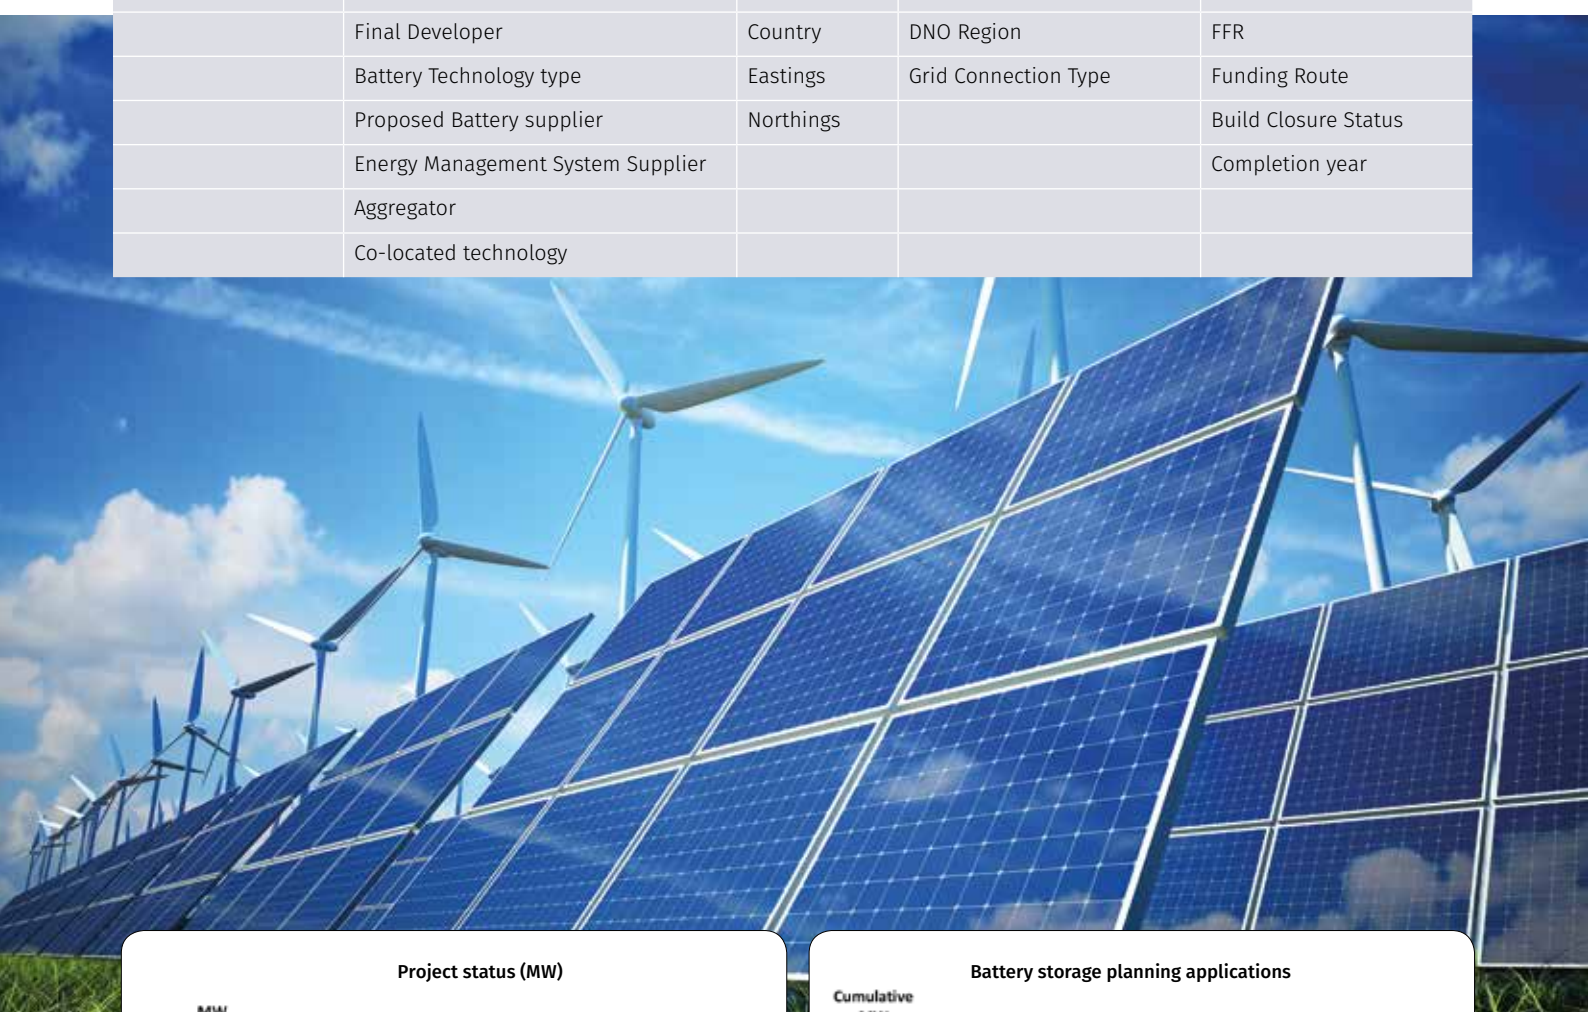 Final Developer Country DNO Region FFR
Battery Technology type Eastings Grid Connection Type Funding Route
Proposed Battery supplier Northings Build Closure Status
Energy Management System Supplier Completion year
Aggregator
Co-located technology
Project status (MW) Battery storage planning applications
Cumulative